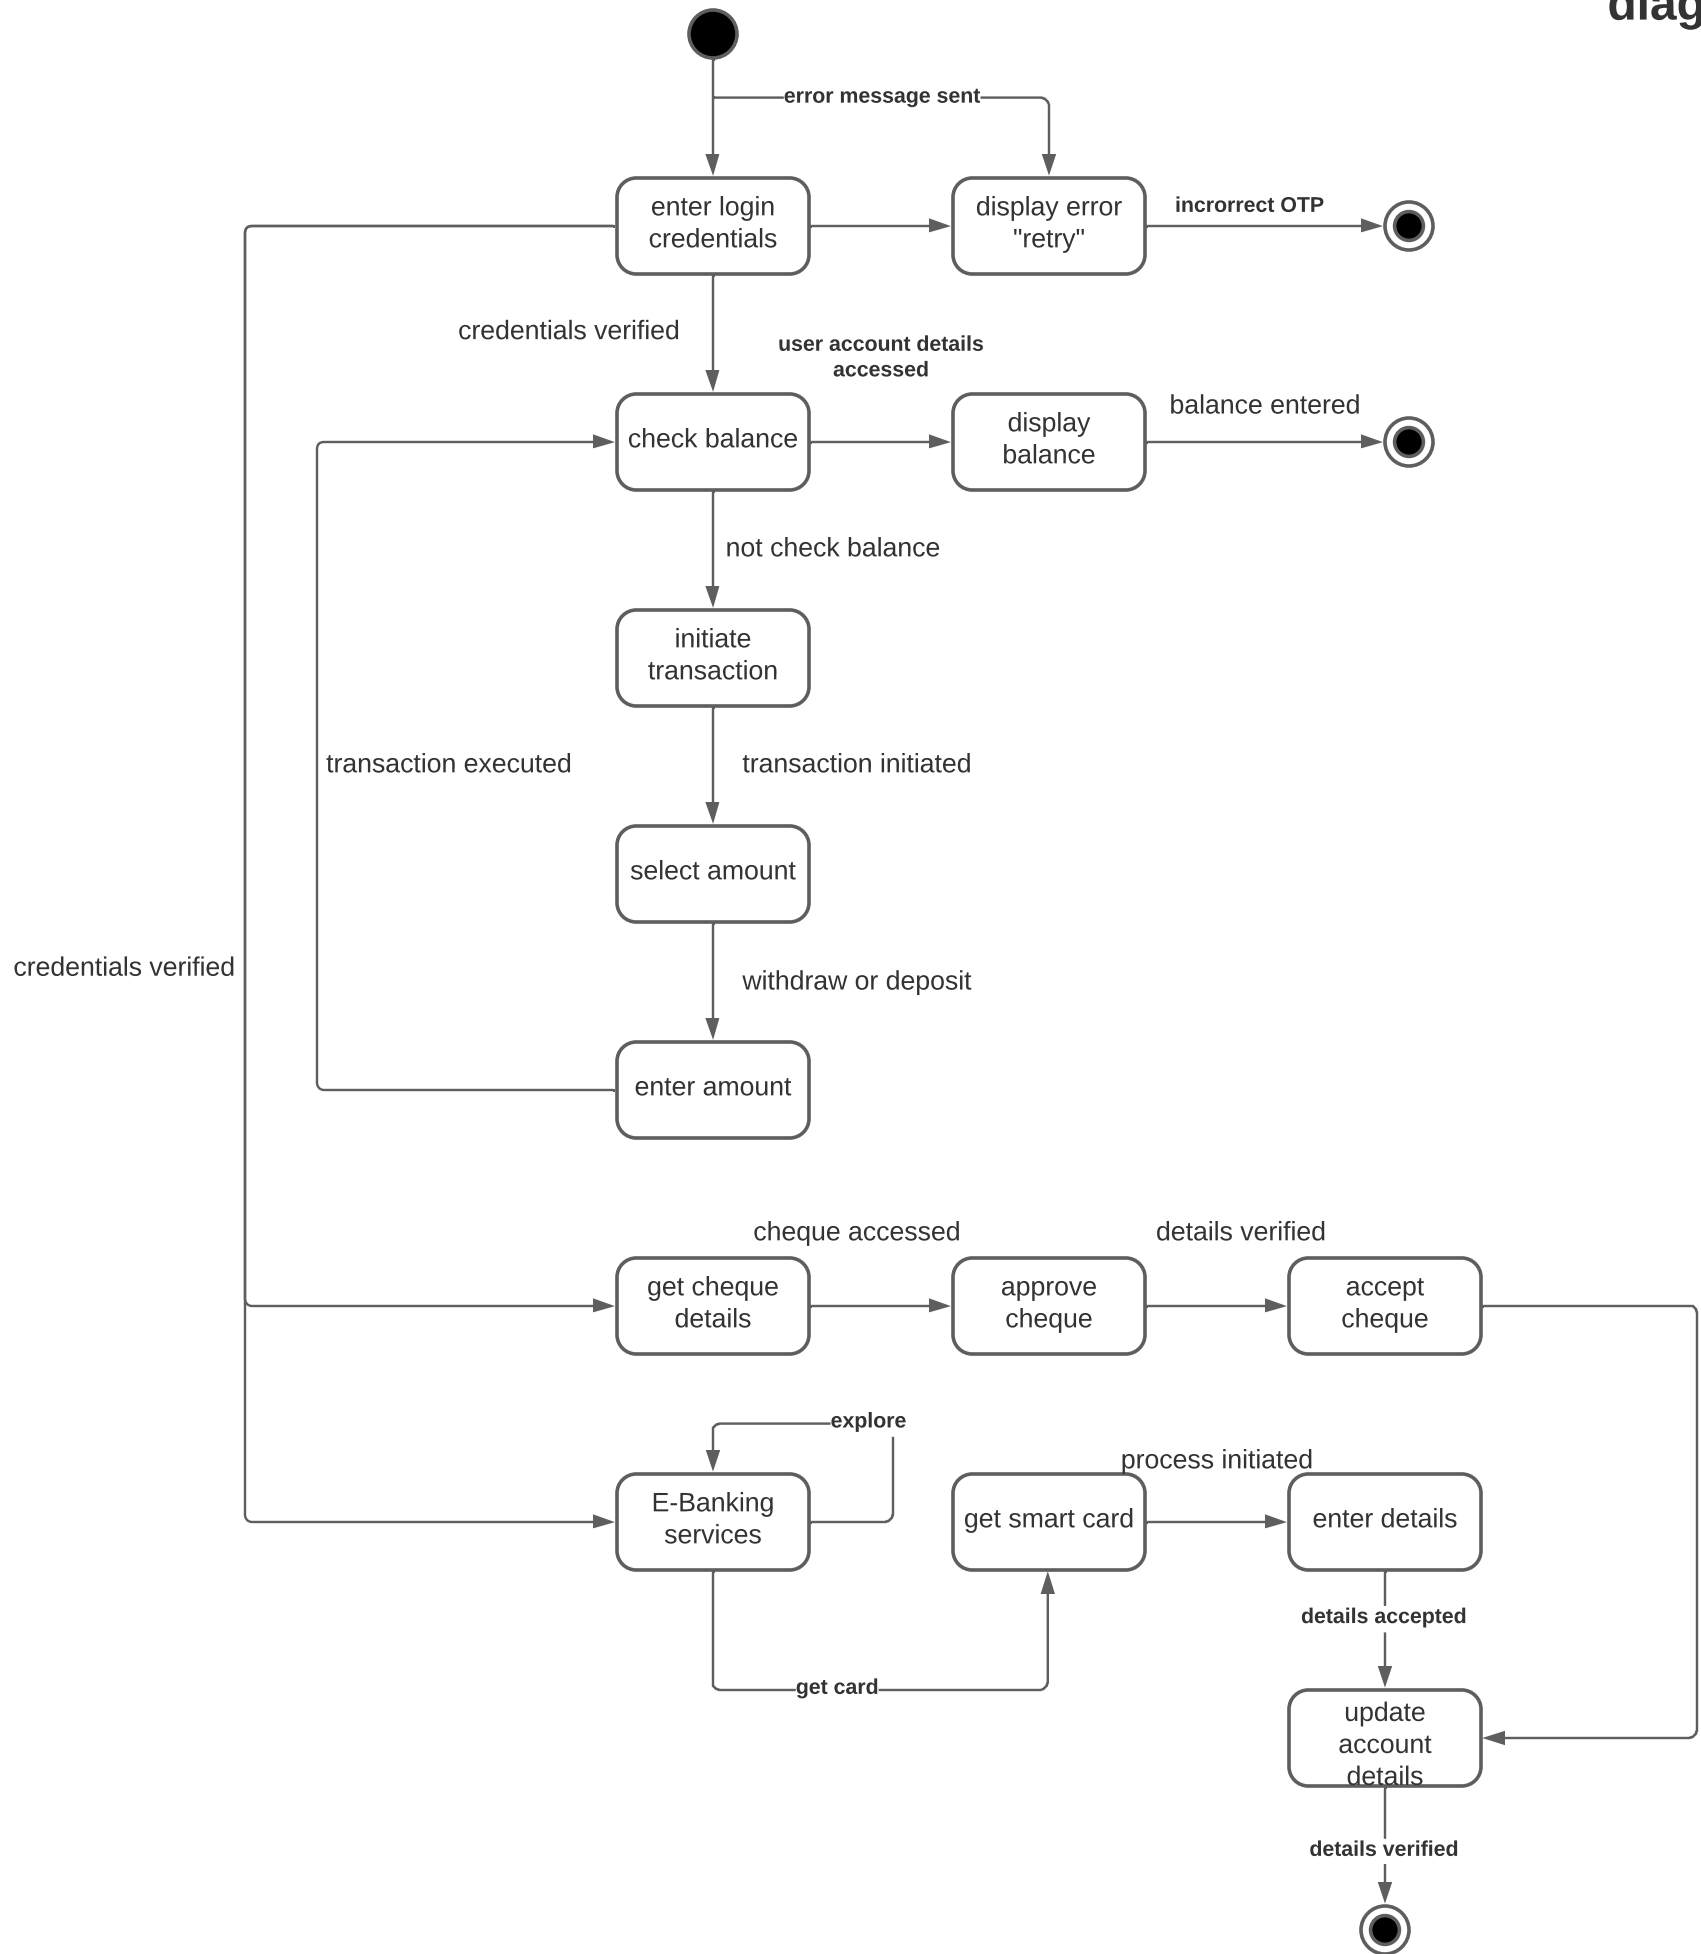 diag
error message sent
enter login
credentials
display error
"retry"
incrorrect OTP
credentials verified
user account details
accessed
check balance
display
balance
balance entered
not check balance
initiate
transaction
transaction executed
transaction initiated
select amount
credentials verified
withdraw or deposit
enter amount
cheque accessed
details verified
get cheque
details
approve
cheque
accept
cheque
explore
process initiated
E-Banking
services
get smart card
enter details
details accepted
get card
update
account
details
details verified